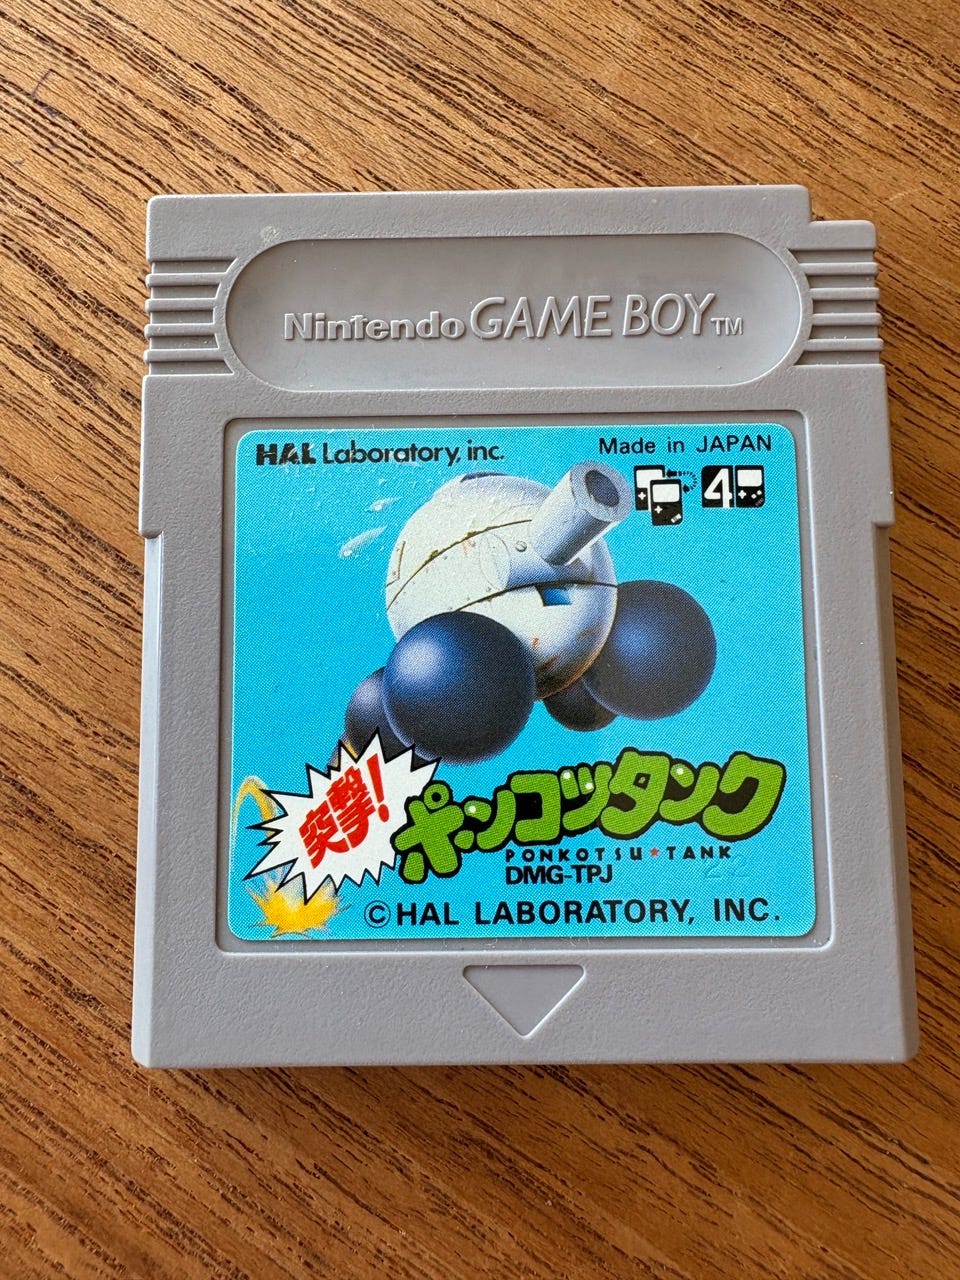 Nintendo GAME BOY™
HAL Laboratory, inc.
Made in JAPAN
4
突撃!
ポンコツタンク
PONKOTSU★TANK
DMG-TPJ
©HAL LABORATORY, INC.